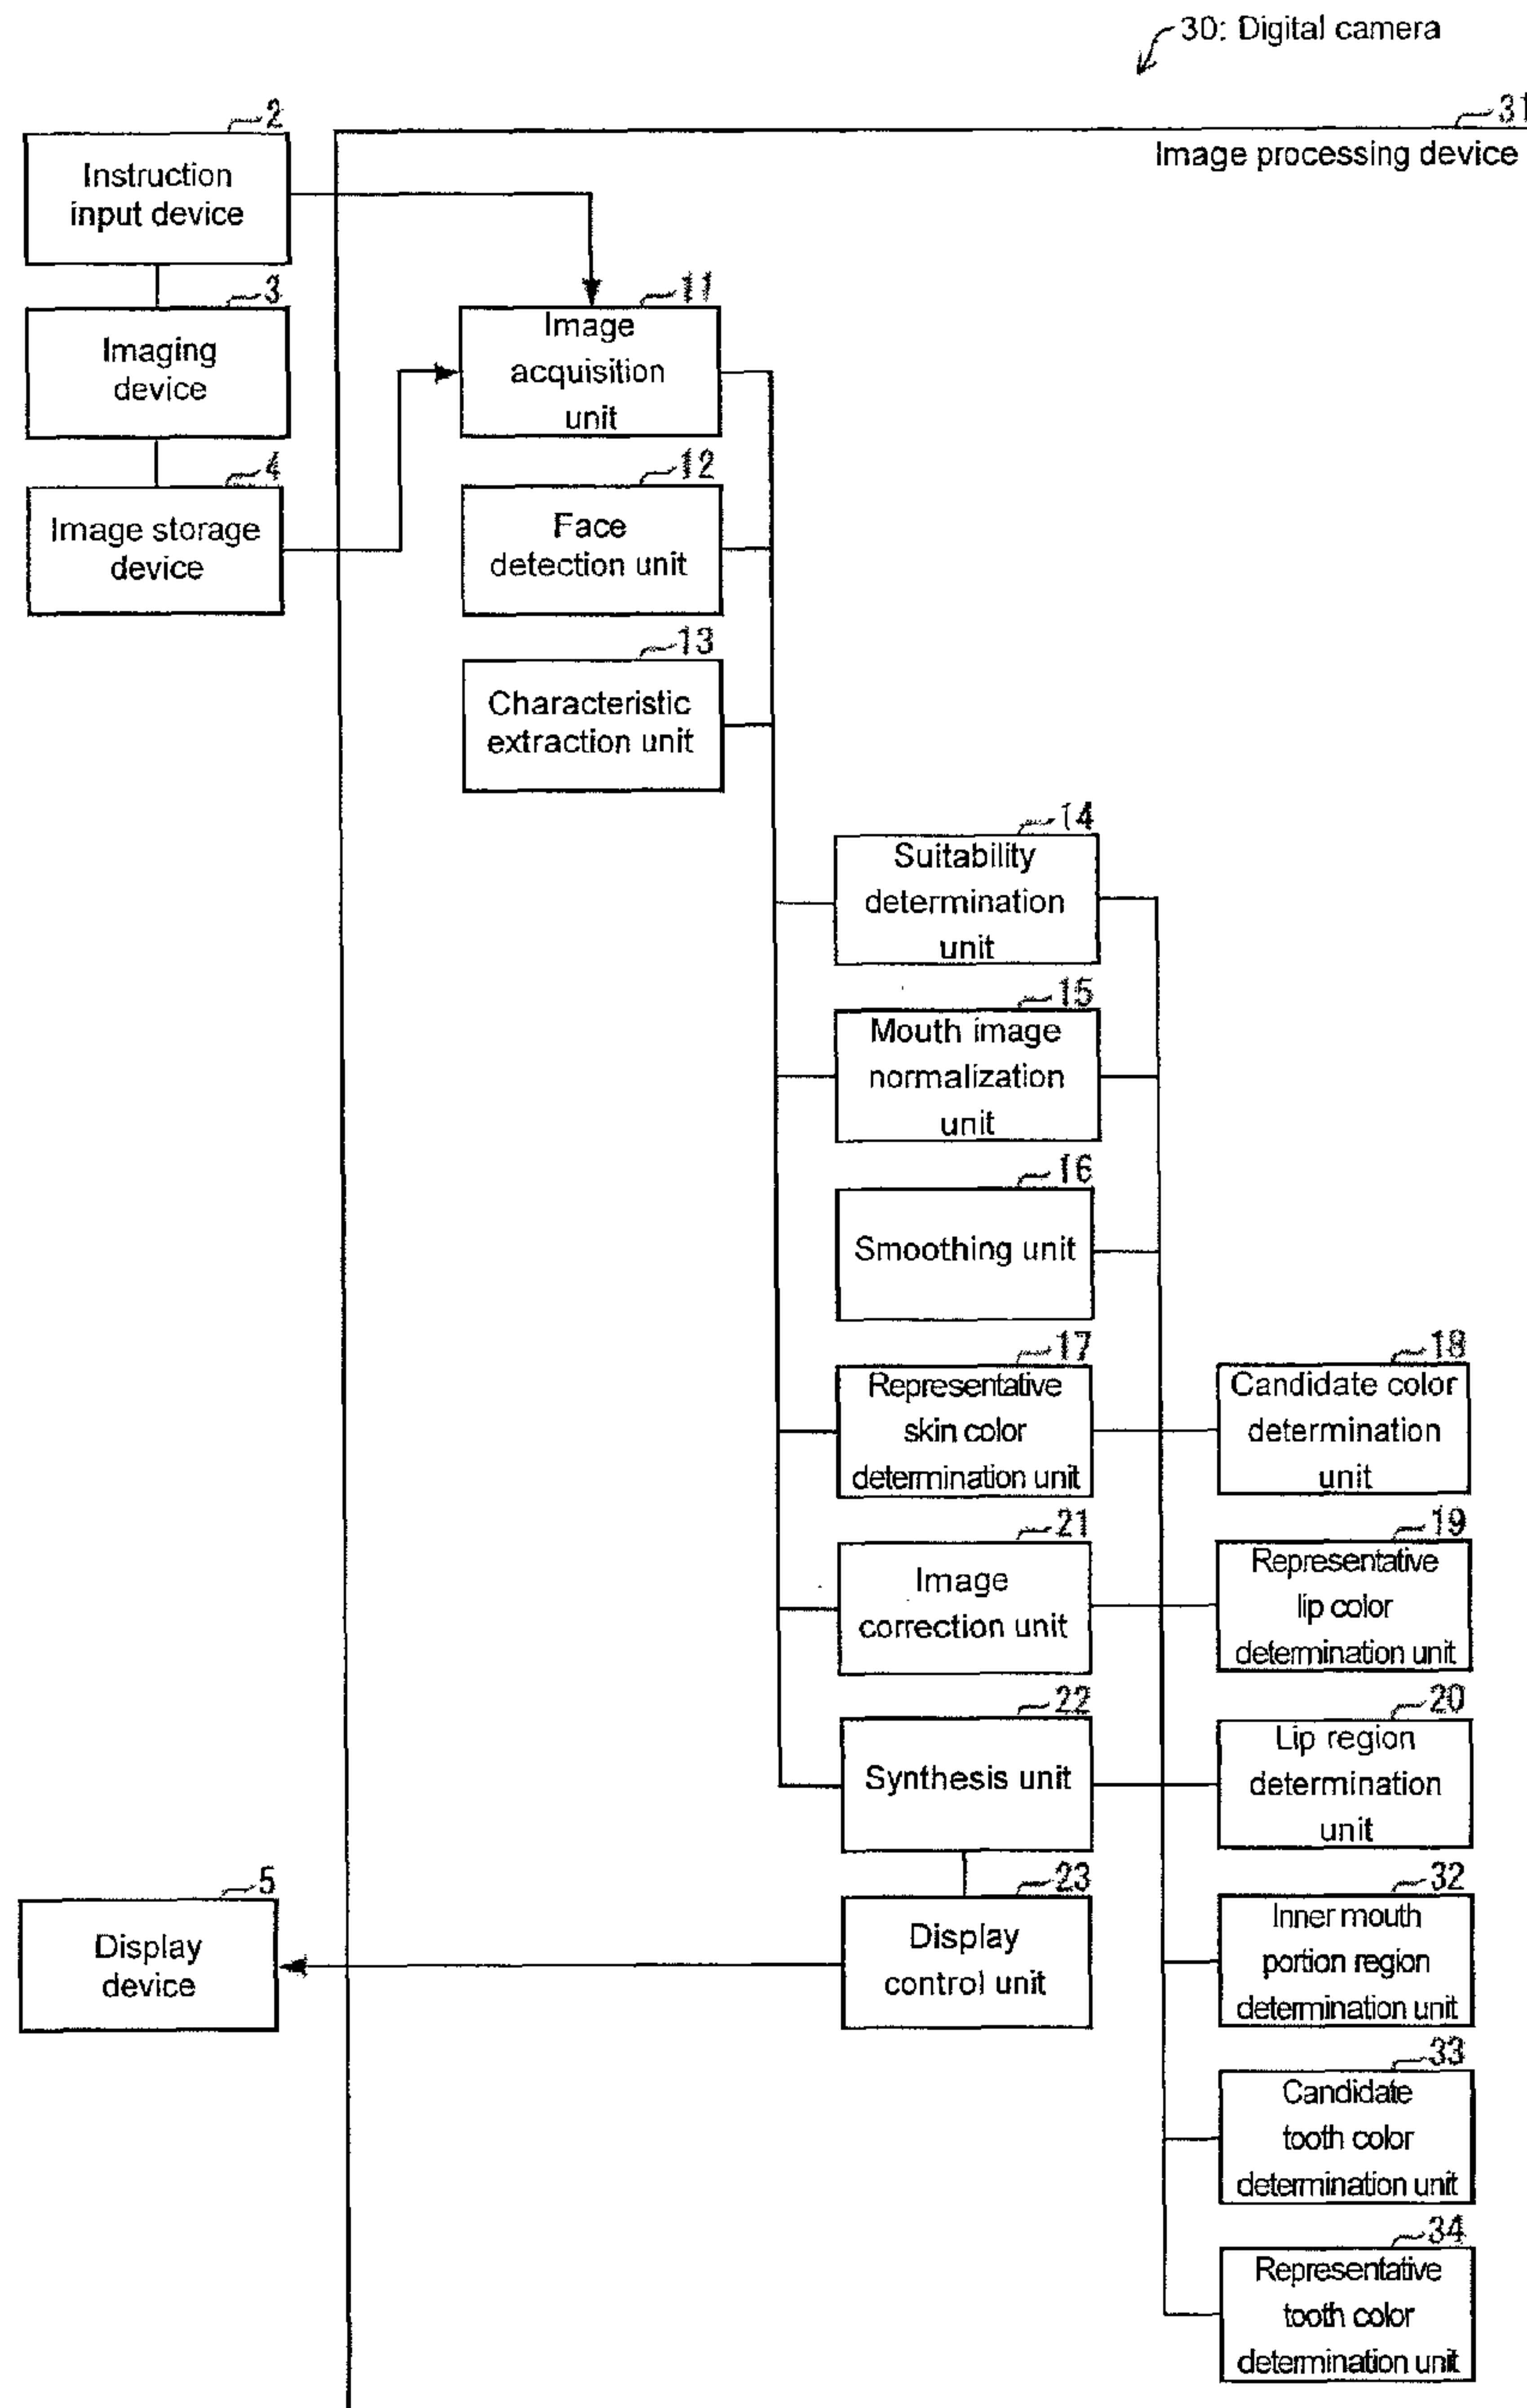 30: Digital camera
31
Image processing device
2
Instruction
input device
3
Imaging
device
4
Image storage
device
11
Image
acquisition
unit
12
Face
detection unit
13
Characteristic
extraction unit
14
Suitability
determination
unit
15
Mouth image
normalization
unit
16
Smoothing unit
17
Representative
skin color
determination unit
18
Candidate color
determination
unit
21
Image
correction unit
19
Representative
lip color
determination unit
22
Synthesis unit
20
Lip region
determination
unit
5
Display
device
23
Display
control unit
32
Inner mouth
portion region
determination unit
33
Candidate
tooth color
determination unit
34
Representative
tooth color
determination unit